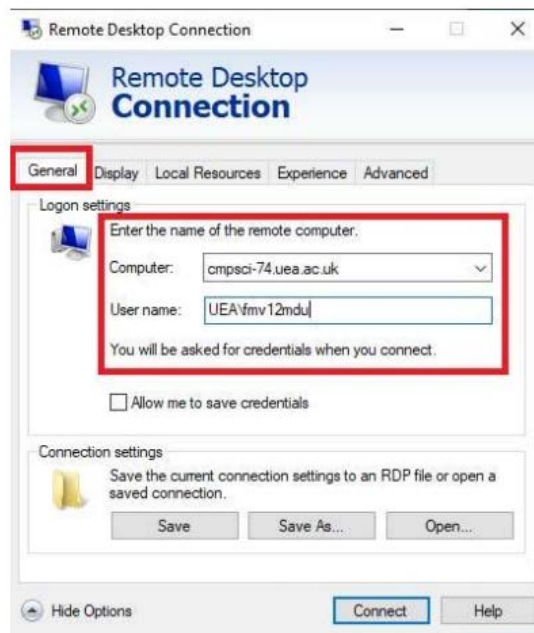 Remote Desktop Connection
Remote Desktop
Connection
General Display Local Resources Experience Advanced
Logon settings
Enter the name of the remote computer.
Computer: cmpsci-74.uea.ac.uk
User name: UEA\fmv12mdu
You will be asked for credentials when you connect.
Allow me to save credentials
Connection settings
Save the current connection settings to an RDP file or open a
saved connection.
Save Save As... Open...
Hide Options Connect Help